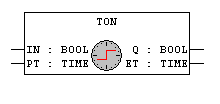 TON
IN : BOOL Q : BOOL
PT : TIME ET : TIME